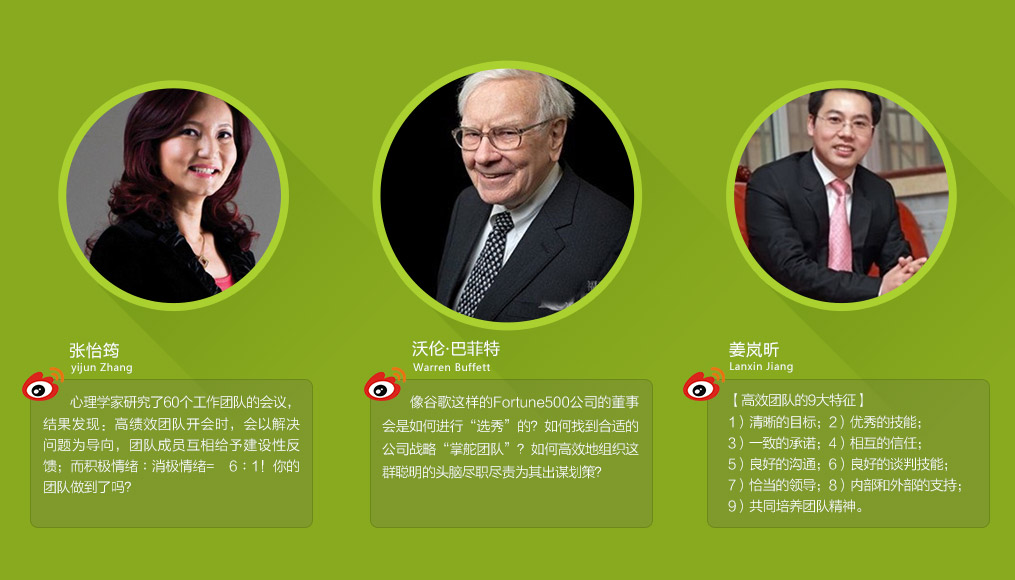 张怡筠
yijun Zhang
心理学家研究了60个工作团队的会议，
结果发现：高绩效团队开会时，会以解决
问题为导向，团队成员互相给予建设性反
馈；而积极情绪：消极情绪= 6：1！你的
团队做到了吗？
沃伦·巴菲特
Warren Buffett
像谷歌这样的Fortune500公司的董事
会是如何进行“选秀”的？如何找到合适的
公司战略“掌舵团队”？如何高效地组织这
群聪明的头脑尽职尽责为其出谋划策？
姜岚昕
Lanxin Jiang
【高效团队的9大特征】
1）清晰的目标；2）优秀的技能；
3）一致的承诺；4）相互的信任；
5）良好的沟通；6）良好的谈判技能；
7）恰当的领导；8）内部和外部的支持；
9）共同培养团队精神。